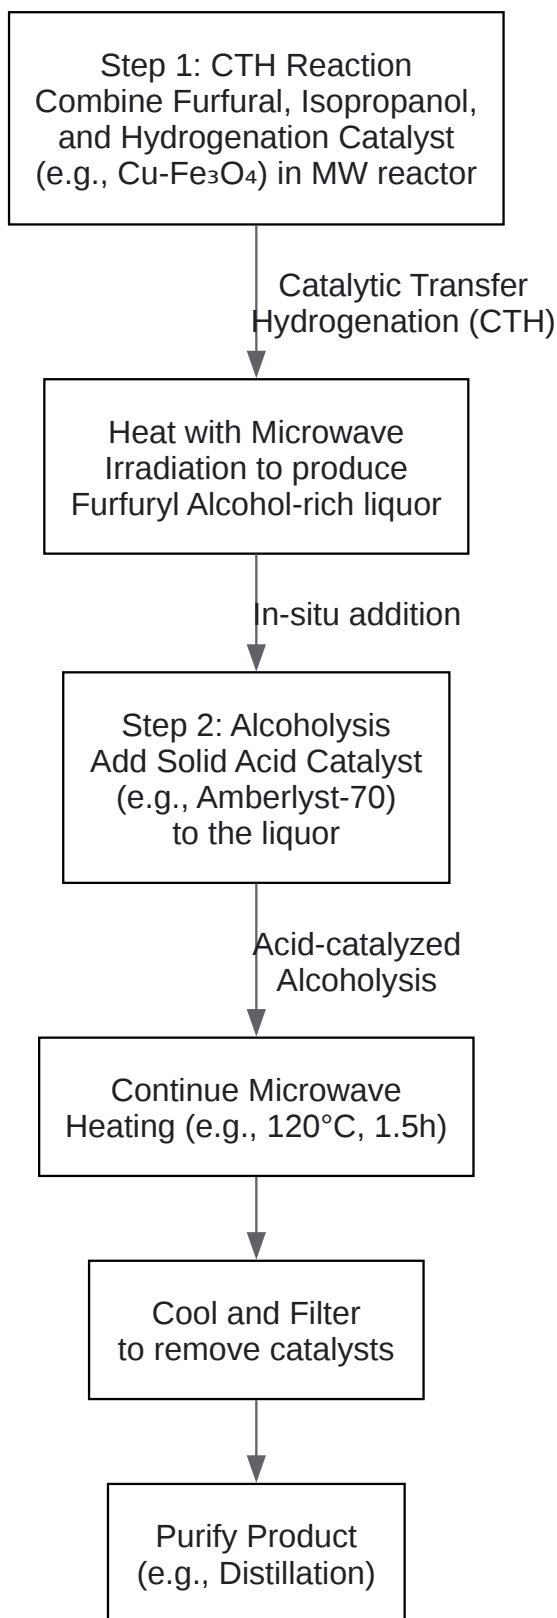 Step 1: CTH Reaction
Combine Furfural, Isopropanol,
and Hydrogenation Catalyst
(e.g., Cu-Fe₃O₄) in MW reactor
Catalytic Transfer
Hydrogenation (CTH)
Heat with Microwave
Irradiation to produce
Furfuryl Alcohol-rich liquor
In-situ addition
Step 2: Alcoholysis
Add Solid Acid Catalyst
(e.g., Amberlyst-70)
to the liquor
Acid-catalyzed
Alcoholysis
Continue Microwave
Heating (e.g., 120°C, 1.5h)
Cool and Filter
to remove catalysts
Purify Product
(e.g., Distillation)